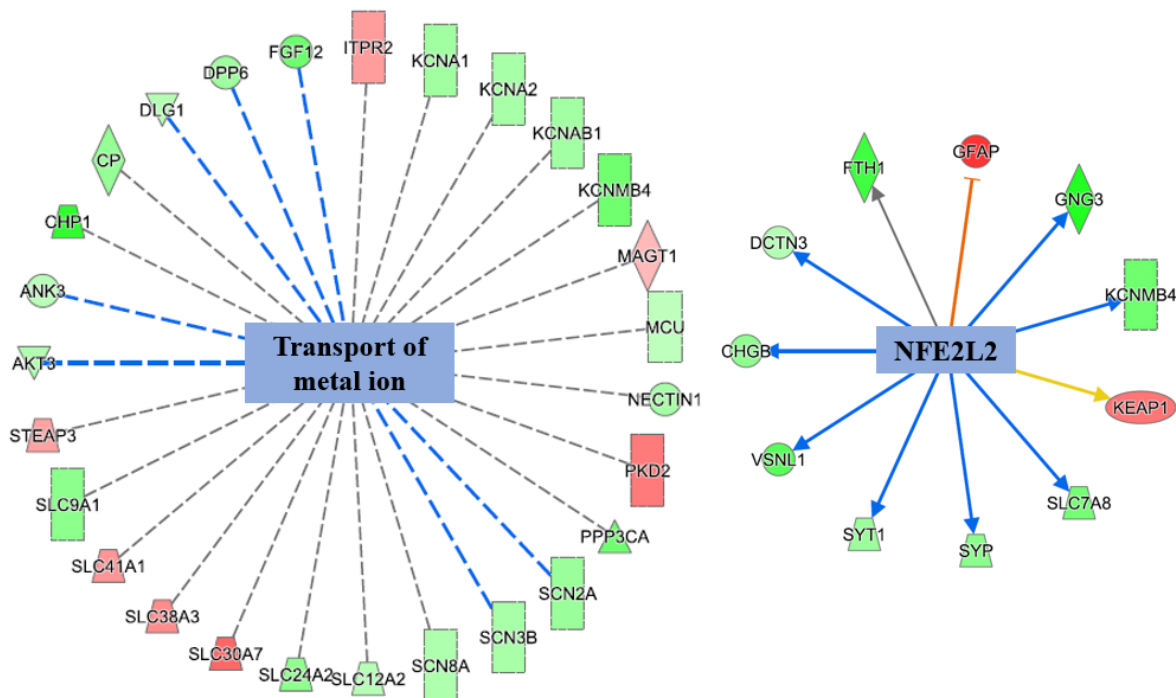 FGF12
ITPR2
KCNA1
DPP6
KCNA2
DLG1
KCNAB1
CP
KCNMB4
CHP1
MAGT1
ANK3
MCU
Transport of
metal ion
AKT3
NECTIN1
STEAP3
PKD2
SLC9A1
PPP3CA
SLC41A1
SCN2A
SLC38A3
SCN3B
SLC30A7
SCN8A
SLC24A2
SLC12A2
FTH1
GFAP
GNG3
DCTN3
KCNMB4
CHGB
NFE2L2
KEAP1
VSNL1
SLC7A8
SYT1
SYP